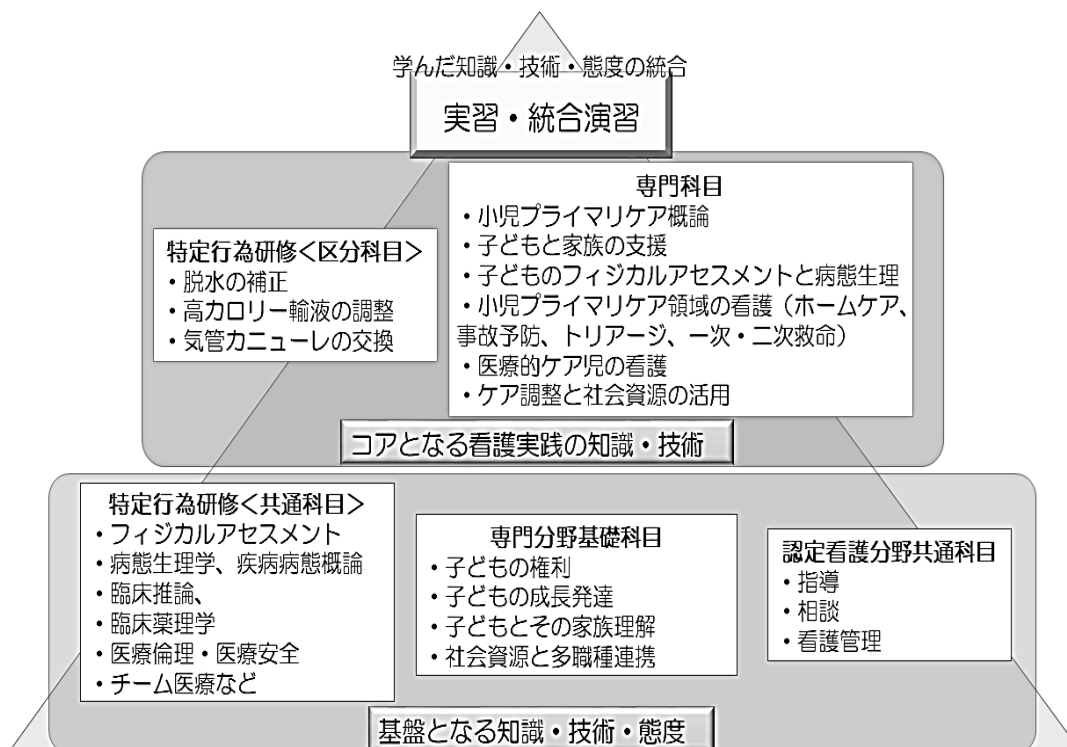 学んだ知識・技術・態度の統合
実習・統合演習
特定行為研修＜区分科目＞
・脱水の補正
・高カロリー輸液の調整
・気管カニューレの交換
専門科目
・小児プライマリケア概論
・子どもと家族の支援
・子どものフィジカルアセスメントと病態生理
・小児プライマリケア領域の看護（ホームケア、
事故予防、トリアージ、一次・二次救命）
・医療的ケア児の看護
・ケア調整と社会資源の活用
コアとなる看護実践の知識・技術
特定行為研修＜共通科目＞
・フィジカルアセスメント
・病態生理学、疾病病態概論
・臨床推論、
・臨床薬理学
・医療倫理・医療安全
・チーム医療など
専門分野基礎科目
・子どもの権利
・子どもの成長発達
・子どもとその家族理解
・社会資源と多職種連携
認定看護分野共通科目
・指導
・相談
・看護管理
基盤となる知識・技術・態度